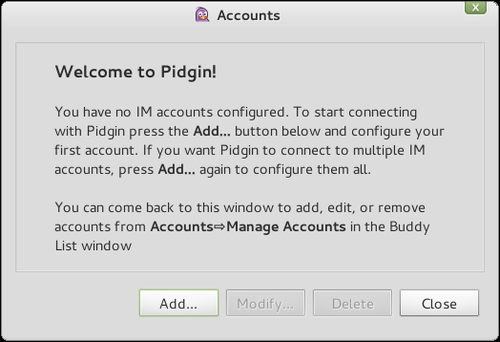 Accounts
x
Welcome to Pidgin!
You have no IM accounts configured. To start connecting
with Pidgin press the Add... button below and configure your
first account. If you want Pidgin to connect to multiple IM
accounts, press Add... again to configure them all.
You can come back to this window to add, edit, or remove
accounts from Accounts⇨Manage Accounts in the Buddy
List window
Add... Modify... Delete Close